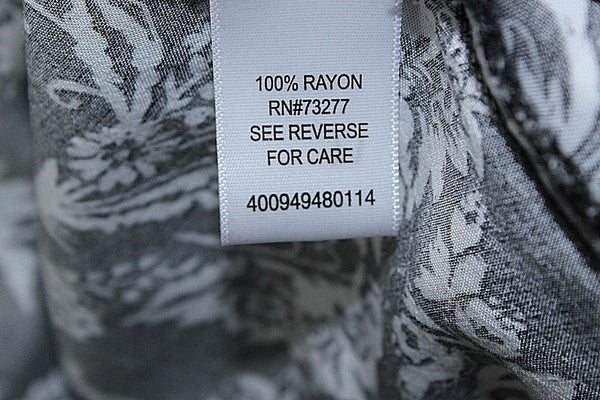 100% RAYON
RN#73277
SEE REVERSE
FOR CARE
400949480114